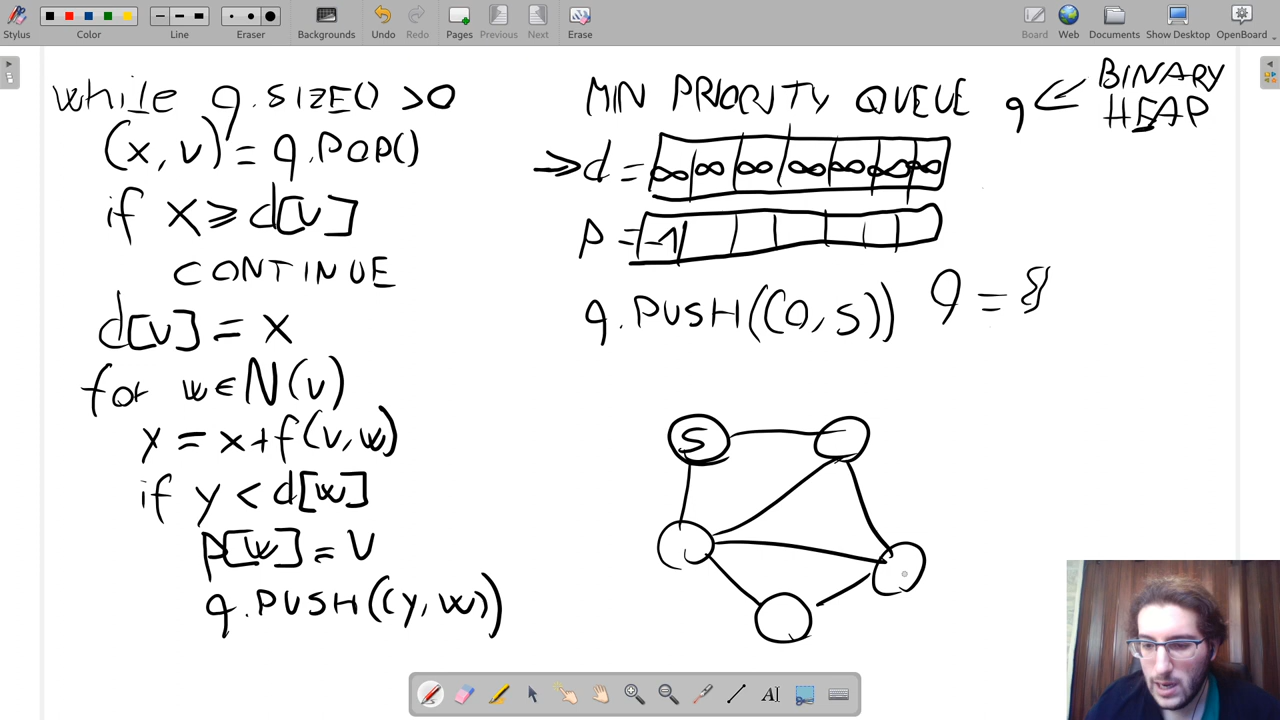 Stylus Color Line Eraser Backgrounds Undo Redo Pages Previous Next Erase Board Web Documents Show Desktop OpenBoard
while q.SIZE() >0
(x, v) = q.POP()
if x ⩾ d[v]
CONTINUE
d[v] = x
for w ∈ N(v)
y = x+f(v,w)
if y < d[w]
p[w] = v
q.PUSH((y, w))
MIN PRIORITY QUEUE q ⇐ BINARY
HEAP
⇒ d = ∞ ∞ ∞ ∞ ∞ ∞ ∞
p = -1
q.PUSH((0, s)) q = {}
S